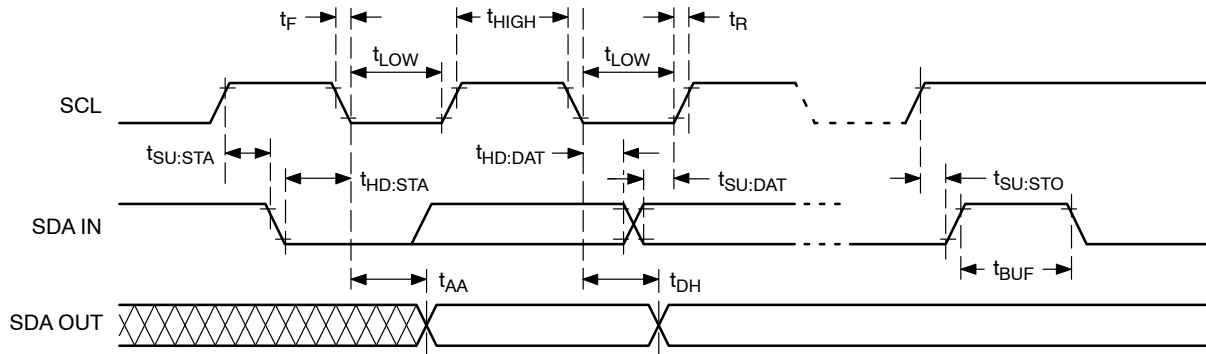 tF
tHIGH
tR
tLOW
tLOW
SCL
tSU:STA
tHD:DAT
tHD:STA
tSU:DAT
tSU:STO
SDA IN
tBUF
tAA
tDH
SDA OUT